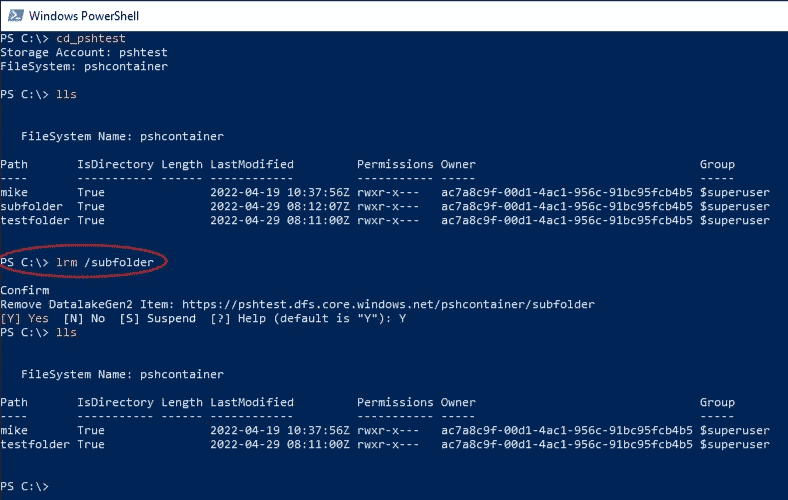 Windows PowerShell
PS C:\> cd_pshtest
Storage Account: pshtest
FileSystem: pshcontainer
PS C:\> lls
FileSystem Name: pshcontainer
Path IsDirectory Length LastModified Permissions Owner Group
---- ----------- ------ ------------ ----------- ----- -----
mike True 2022-04-19 10:37:56Z rwxr-x--- ac7a8c9f-00d1-4ac1-956c-91bc95fcb4b5 $superuser
subfolder True 2022-04-29 08:12:07Z rwxr-x--- ac7a8c9f-00d1-4ac1-956c-91bc95fcb4b5 $superuser
testfolder True 2022-04-29 08:11:00Z rwxr-x--- ac7a8c9f-00d1-4ac1-956c-91bc95fcb4b5 $superuser
PS C:\> lrm /subfolder
Confirm
Remove DatalakeGen2 Item: https://pshtest.dfs.core.windows.net/pshcontainer/subfolder
[Y] Yes [N] No [S] Suspend [?] Help (default is "Y"): Y
PS C:\> lls
FileSystem Name: pshcontainer
Path IsDirectory Length LastModified Permissions Owner Group
---- ----------- ------ ------------ ----------- ----- -----
mike True 2022-04-19 10:37:56Z rwxr-x--- ac7a8c9f-00d1-4ac1-956c-91bc95fcb4b5 $superuser
testfolder True 2022-04-29 08:11:00Z rwxr-x--- ac7a8c9f-00d1-4ac1-956c-91bc95fcb4b5 $superuser
PS C:\>